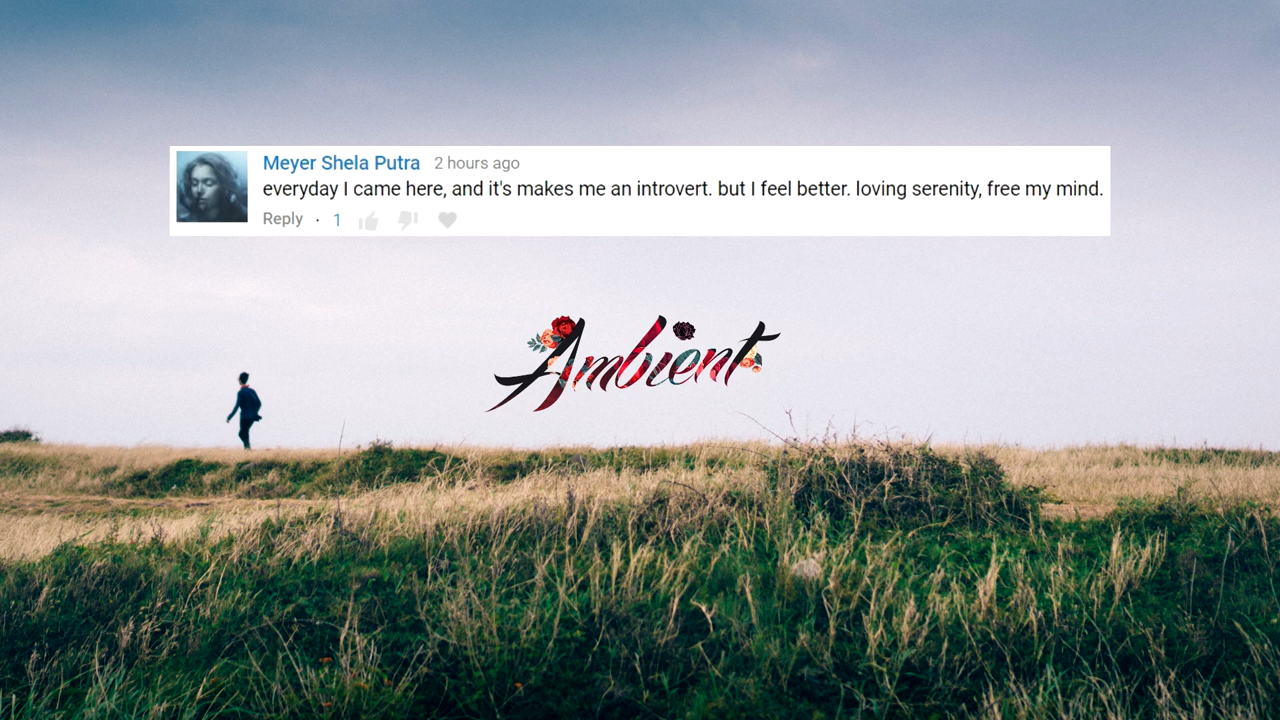 Meyer Shela Putra 2 hours ago
everyday I came here, and it's makes me an introvert. but I feel better. loving serenity, free my mind.
Reply · 1
Ambient